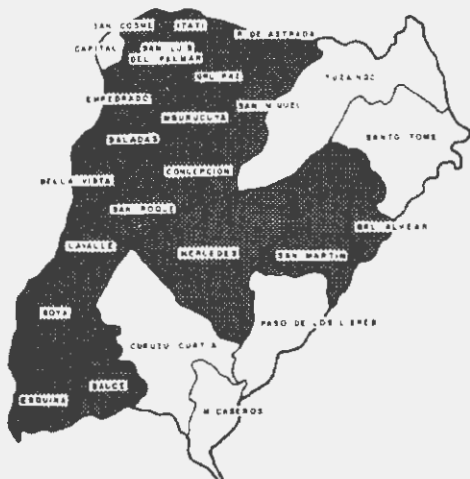 SAN COSME
ITATI
CAPITAL
SAN LUIS
DEL PALMAR
B. DE ASTRADA
GRL PAZ
ITUZAINGO
EMPEDRADO
SAN MIGUEL
MBURUCUYA
SALADAS
SANTO TOME
CONCEPCION
BELLA VISTA
SAN ROQUE
GRL ALVEAR
LAVALLE
MERCEDES
SAN MARTIN
GOYA
PASO DE LOS LIBRES
CURUZU CUATIA
SAUCE
ESQUINA
M. CASEROS